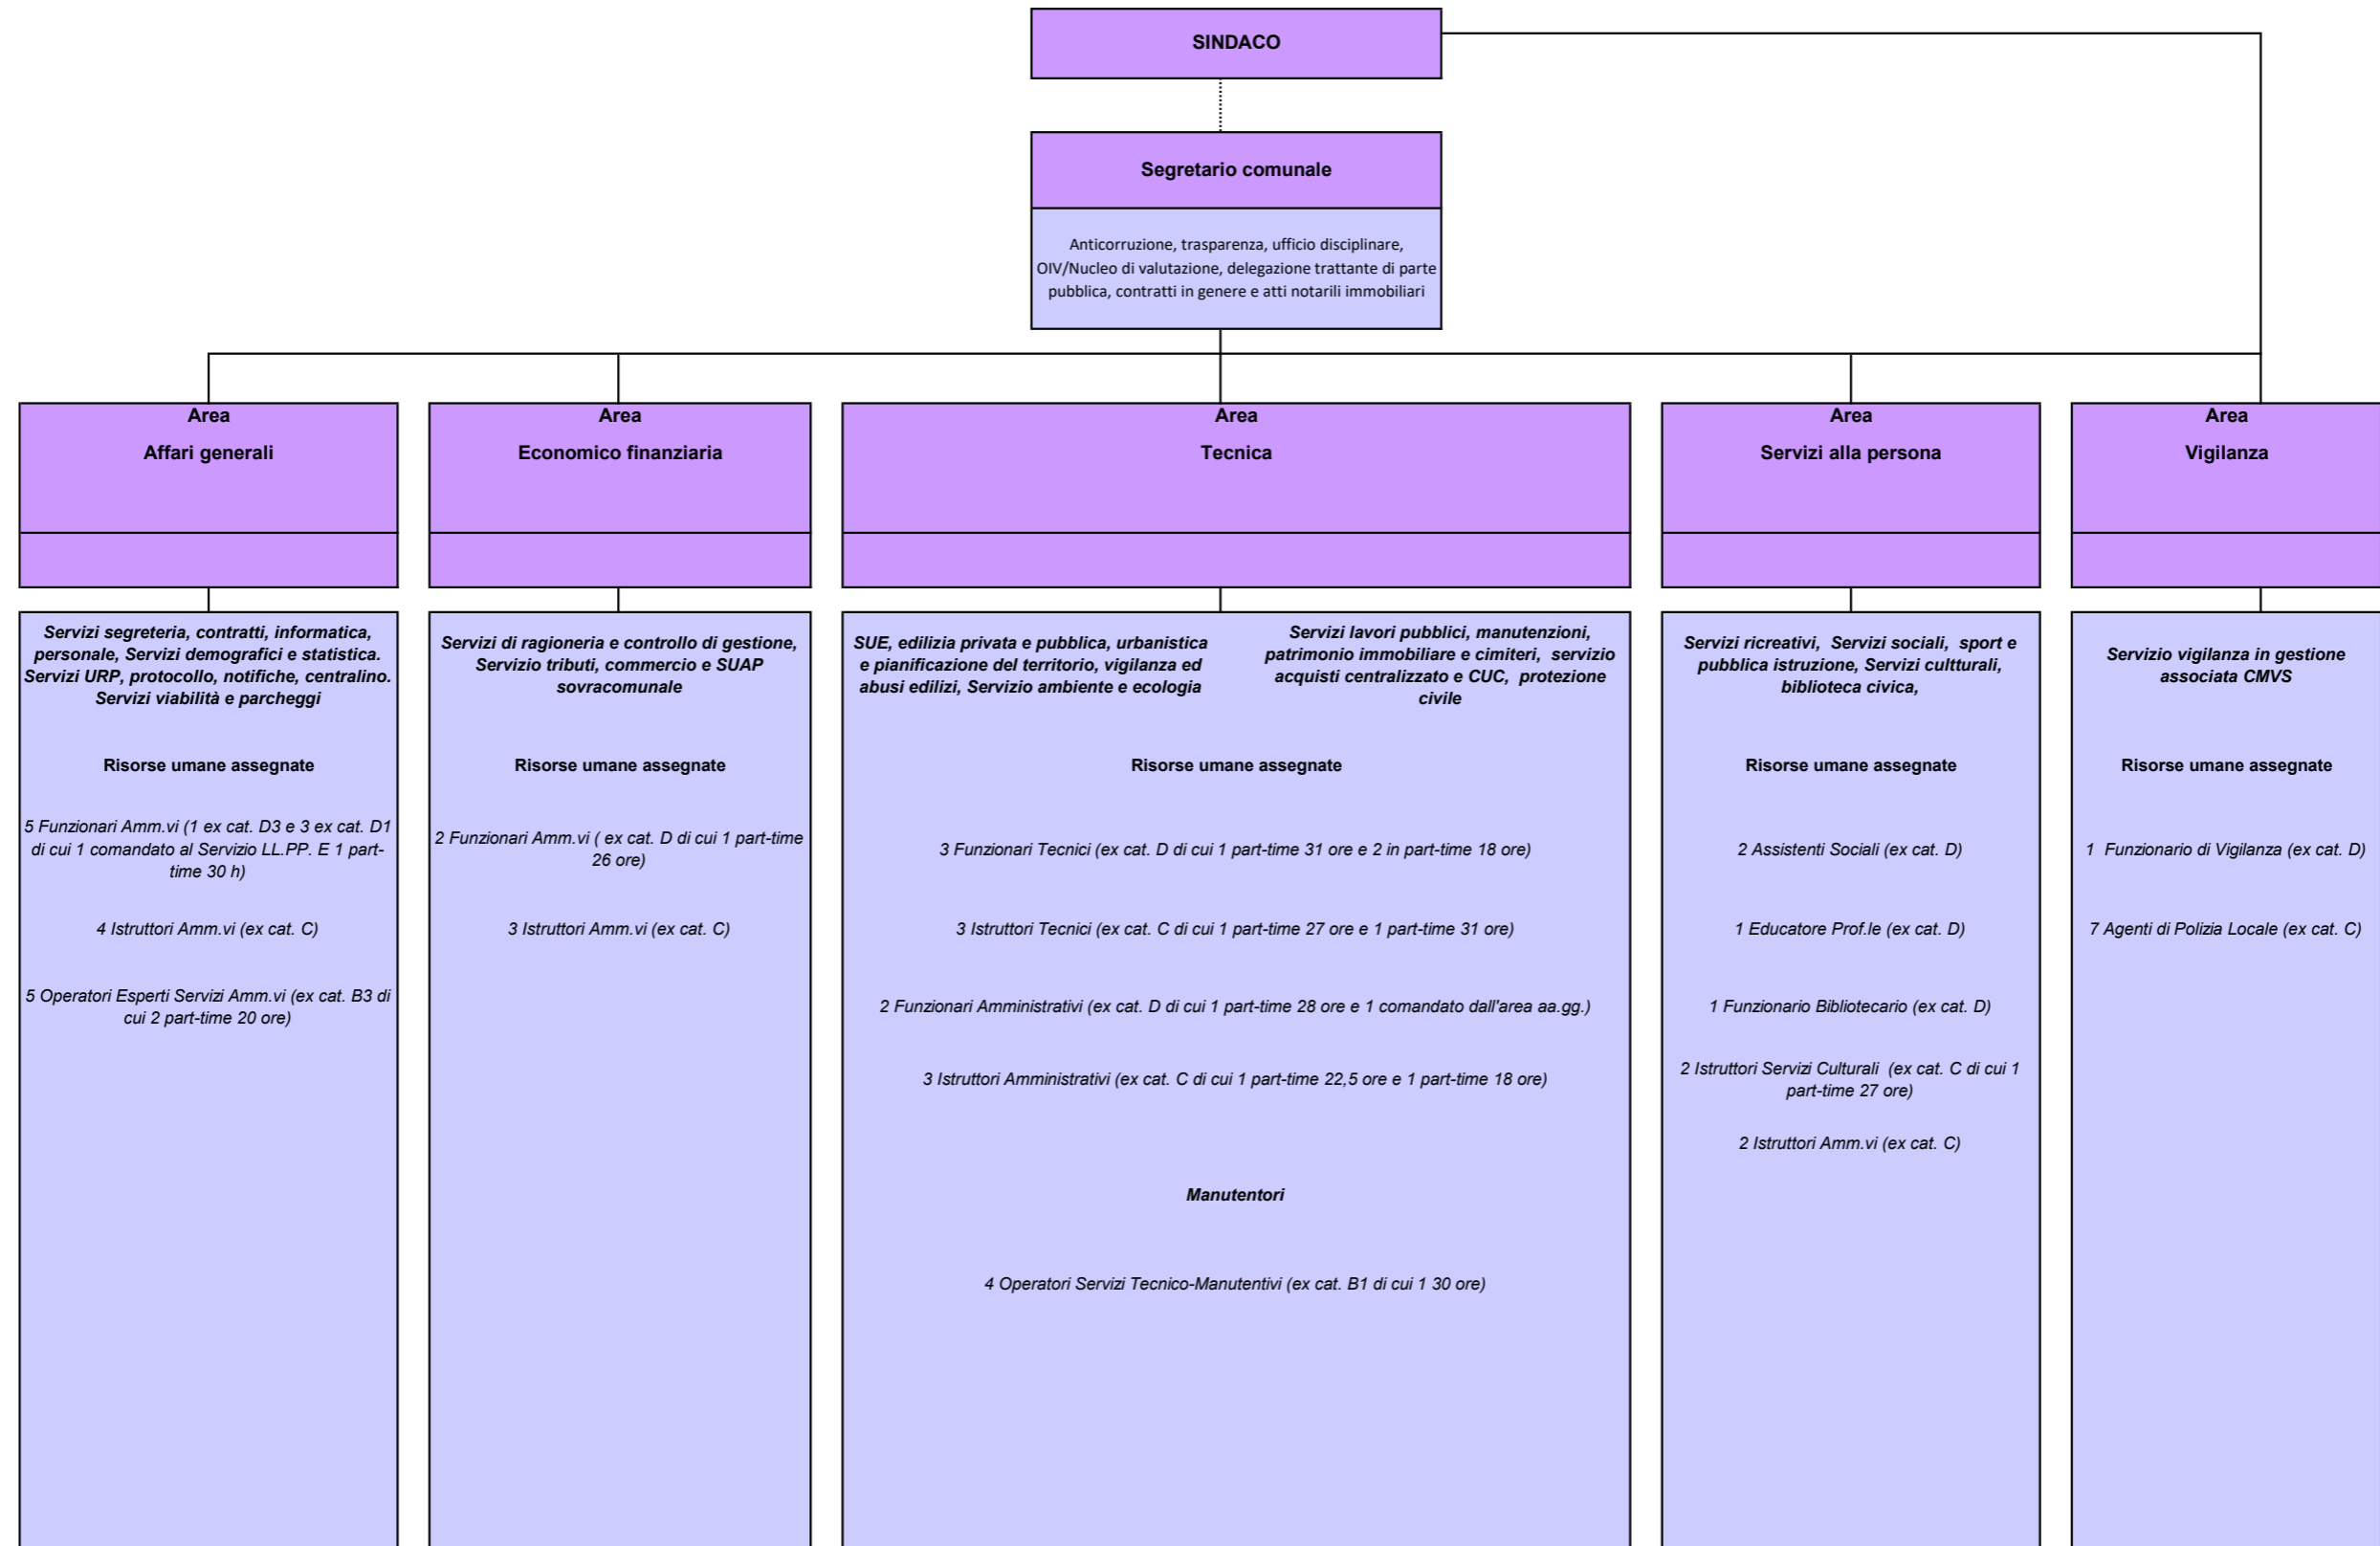 SINDACO
Segretario comunale
Anticorruzione, trasparenza, ufficio disciplinare,
OIV/Nucleo di valutazione, delegazione trattante di parte
pubblica, contratti in genere e atti notarili immobiliari
Area
Affari generali
Servizi segreteria, contratti, informatica,
personale, Servizi demografici e statistica.
Servizi URP, protocollo, notifiche, centralino.
Servizi viabilità e parcheggi
Risorse umane assegnate
5 Funzionari Amm.vi (1 ex cat. D3 e 3 ex cat. D1
di cui 1 comandato al Servizio LL.PP. E 1 part-
time 30 h)
4 Istruttori Amm.vi (ex cat. C)
5 Operatori Esperti Servizi Amm.vi (ex cat. B3 di
cui 2 part-time 20 ore)
Area
Economico finanziaria
Servizi di ragioneria e controllo di gestione,
Servizio tributi, commercio e SUAP
sovracomunale
Risorse umane assegnate
2 Funzionari Amm.vi ( ex cat. D di cui 1 part-time
26 ore)
3 Istruttori Amm.vi (ex cat. C)
Area
Tecnica
SUE, edilizia privata e pubblica, urbanistica
e pianificazione del territorio, vigilanza ed
abusi edilizi, Servizio ambiente e ecologia
Servizi lavori pubblici, manutenzioni,
patrimonio immobiliare e cimiteri,  servizio
acquisti centralizzato e CUC,  protezione
civile
Risorse umane assegnate
3 Funzionari Tecnici (ex cat. D di cui 1 part-time 31 ore e 2 in part-time 18 ore)
3 Istruttori Tecnici (ex cat. C di cui 1 part-time 27 ore e 1 part-time 31 ore)
2 Funzionari Amministrativi (ex cat. D di cui 1 part-time 28 ore e 1 comandato dall'area aa.gg.)
3 Istruttori Amministrativi (ex cat. C di cui 1 part-time 22,5 ore e 1 part-time 18 ore)
Manutentori
4 Operatori Servizi Tecnico-Manutentivi (ex cat. B1 di cui 1 30 ore)
Area
Servizi alla persona
Servizi ricreativi,  Servizi sociali, sport e
pubblica istruzione, Servizi cultturali,
biblioteca civica,
Risorse umane assegnate
2 Assistenti Sociali (ex cat. D)
1 Educatore Prof.le (ex cat. D)
1 Funzionario Bibliotecario (ex cat. D)
2 Istruttori Servizi Culturali  (ex cat. C di cui 1
part-time 27 ore)
2 Istruttori Amm.vi (ex cat. C)
Area
Vigilanza
Servizio vigilanza in gestione
associata CMVS
Risorse umane assegnate
1  Funzionario di Vigilanza (ex cat. D)
7 Agenti di Polizia Locale (ex cat. C)